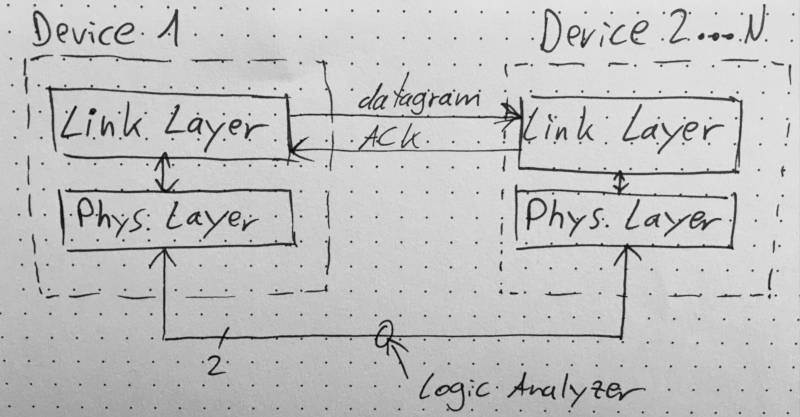 Device 1
Device 2....N
Link Layer
datagram
ACK
Link Layer
Phys. Layer
Phys. Layer
2
Logic Analyzer